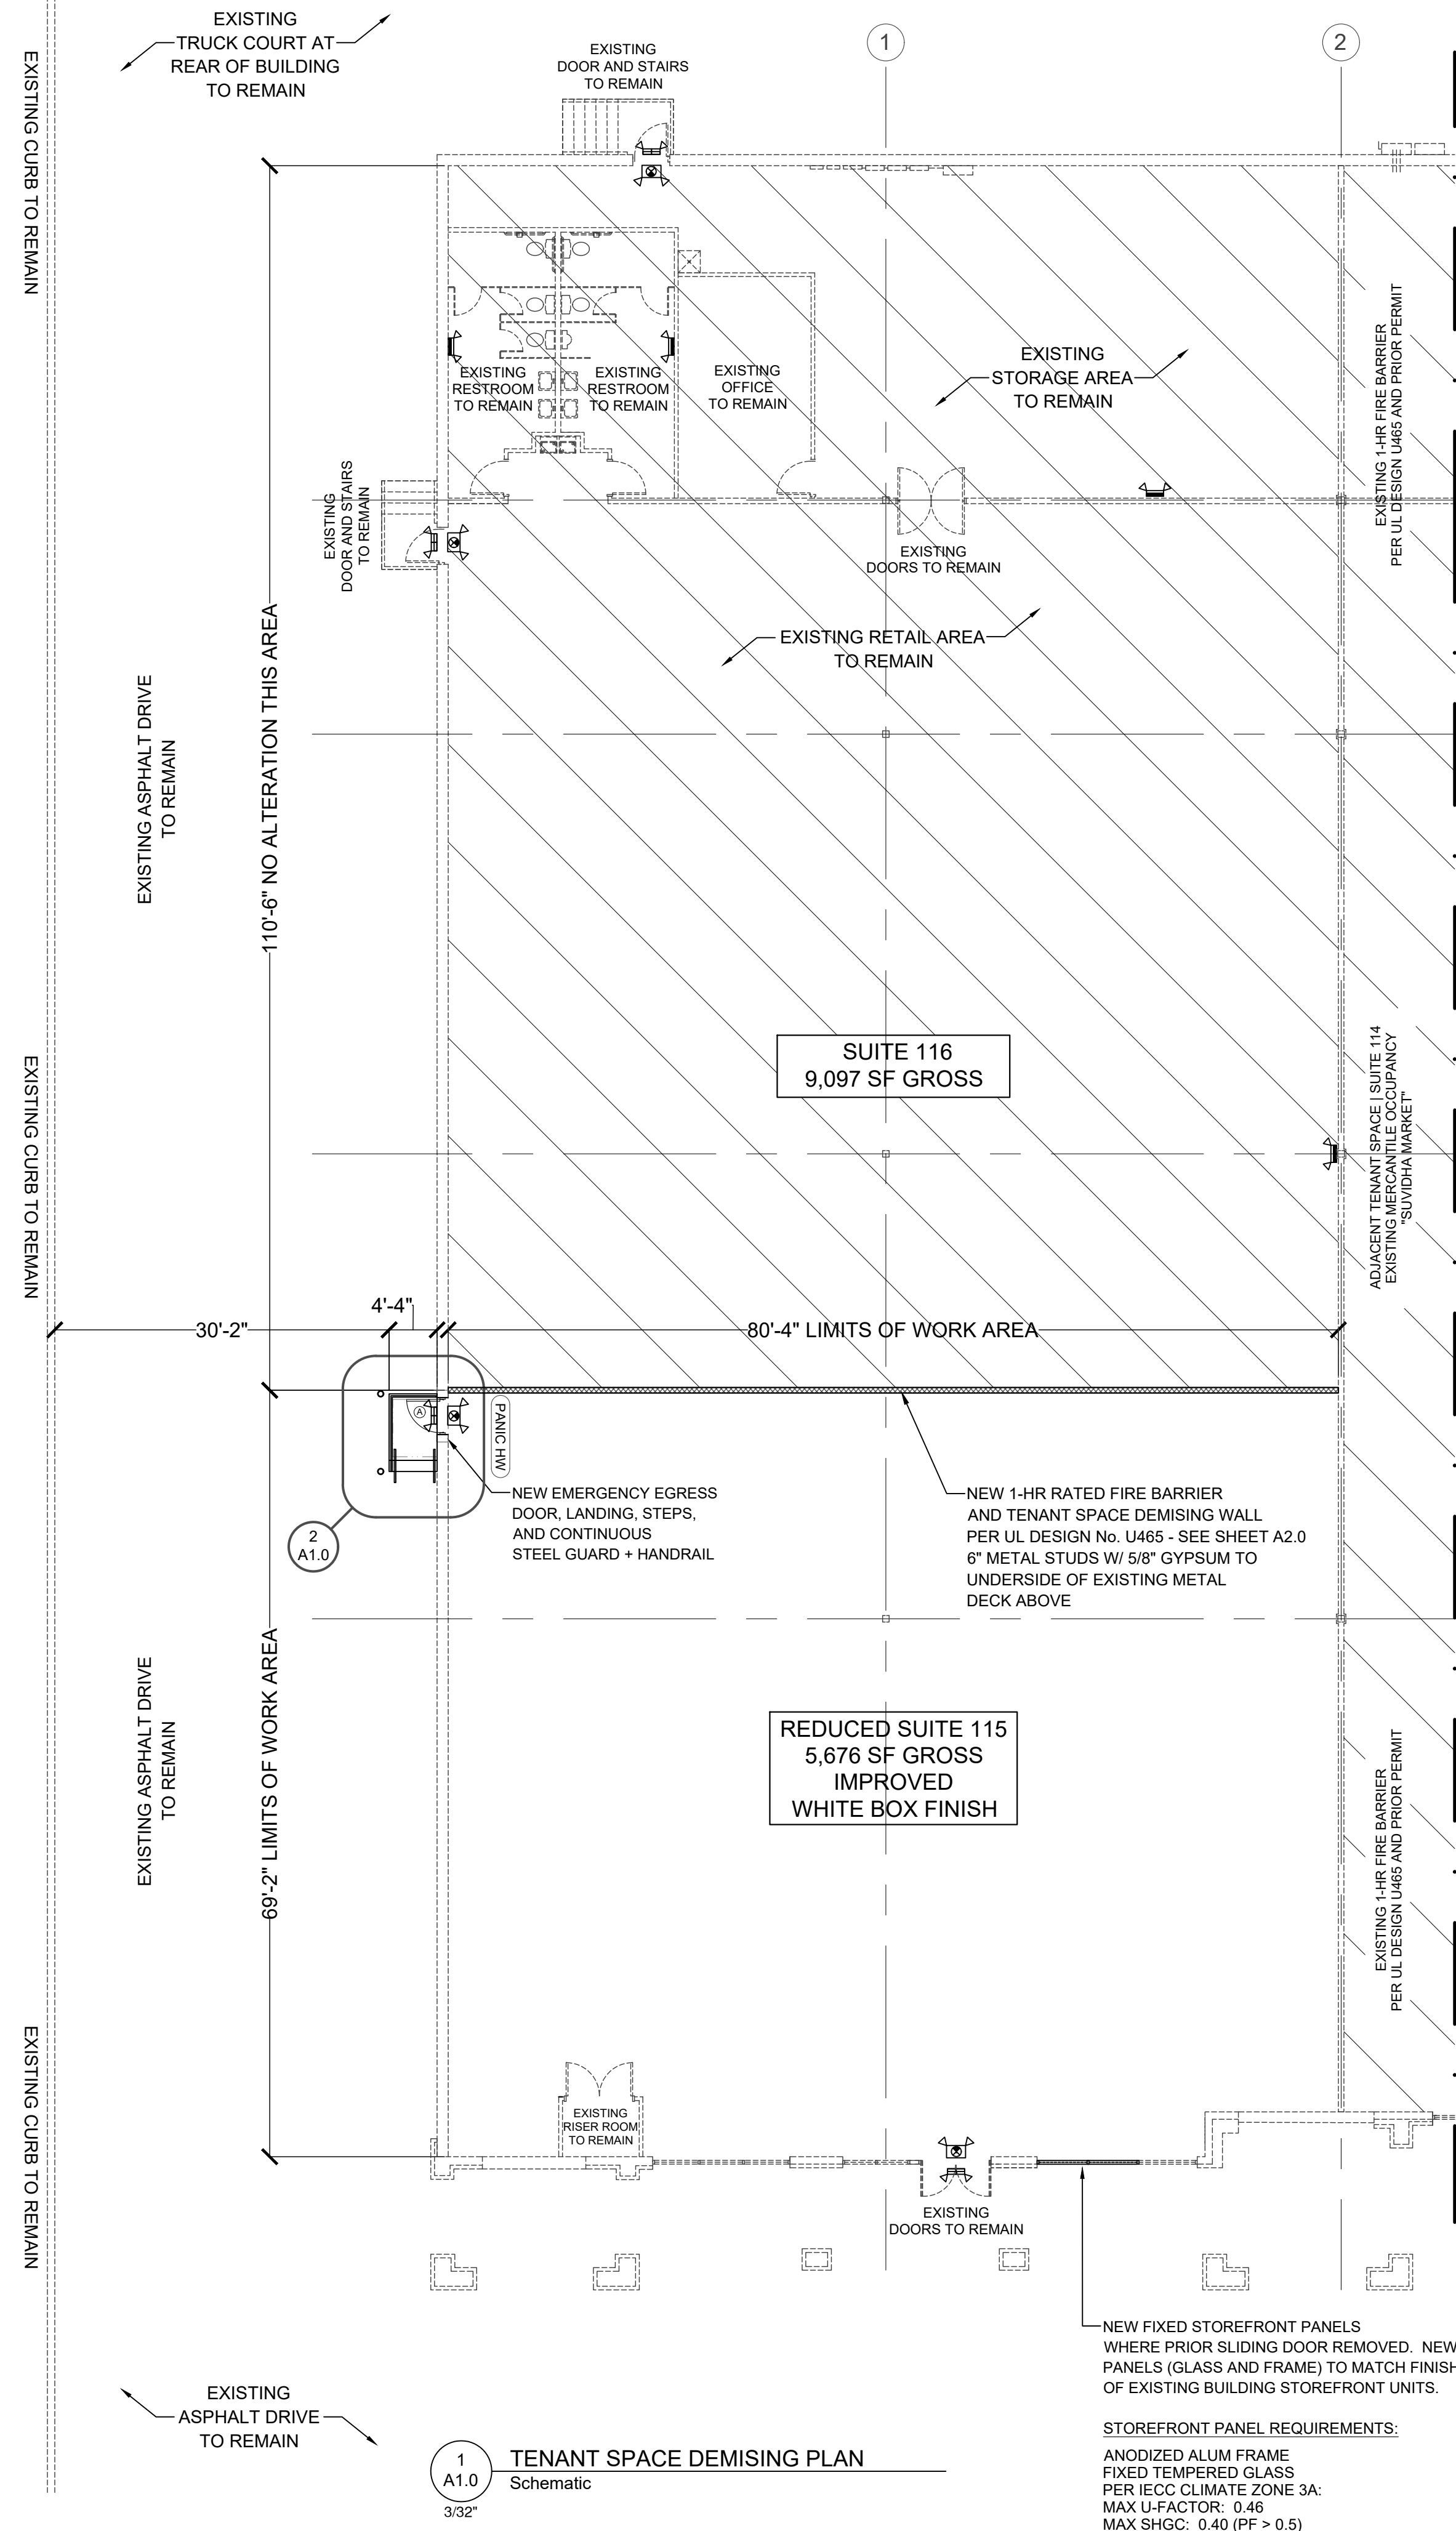 EXISTING
TRUCK COURT AT
REAR OF BUILDING
TO REMAIN
EXISTING
DOOR AND STAIRS
TO REMAIN
1
2
EXISTING CURB TO REMAIN
EXISTING
RESTROOM
TO REMAIN
EXISTING
RESTROOM
TO REMAIN
EXISTING
OFFICE
TO REMAIN
EXISTING
STORAGE AREA
TO REMAIN
EXISTING 1-HR FIRE BARRIER
PER UL DESIGN U465 AND PRIOR PERMIT
EXISTING
DOOR AND STAIRS
TO REMAIN
EXISTING
DOORS TO REMAIN
EXISTING RETAIL AREA
TO REMAIN
110'-6" NO ALTERATION THIS AREA
EXISTING ASPHALT DRIVE
TO REMAIN
SUITE 116
9,097 SF GROSS
ADJACENT TENANT SPACE | SUITE 114
EXISTING MERCANTILE OCCUPANCY
"SUVIDHA MARKET"
EXISTING CURB TO REMAIN
30'-2"
4'-4"
80'-4" LIMITS OF WORK AREA
A
PANIC HW
2
A1.0
NEW EMERGENCY EGRESS
DOOR, LANDING, STEPS,
AND CONTINUOUS
STEEL GUARD + HANDRAIL
NEW 1-HR RATED FIRE BARRIER
AND TENANT SPACE DEMISING WALL
PER UL DESIGN No. U465 - SEE SHEET A2.0
6" METAL STUDS W/ 5/8" GYPSUM TO
UNDERSIDE OF EXISTING METAL
DECK ABOVE
69'-2" LIMITS OF WORK AREA
EXISTING ASPHALT DRIVE
TO REMAIN
REDUCED SUITE 115
5,676 SF GROSS
IMPROVED
WHITE BOX FINISH
EXISTING 1-HR FIRE BARRIER
PER UL DESIGN U465 AND PRIOR PERMIT
EXISTING CURB TO REMAIN
EXISTING
RISER ROOM
TO REMAIN
EXISTING
DOORS TO REMAIN
NEW FIXED STOREFRONT PANELS
WHERE PRIOR SLIDING DOOR REMOVED. NEW
PANELS (GLASS AND FRAME) TO MATCH FINISH
OF EXISTING BUILDING STOREFRONT UNITS.
STOREFRONT PANEL REQUIREMENTS:
ANODIZED ALUM FRAME
FIXED TEMPERED GLASS
PER IECC CLIMATE ZONE 3A:
MAX U-FACTOR: 0.46
MAX SHGC: 0.40 (PF > 0.5)
EXISTING
ASPHALT DRIVE
TO REMAIN
1
A1.0
3/32"
TENANT SPACE DEMISING PLAN
Schematic